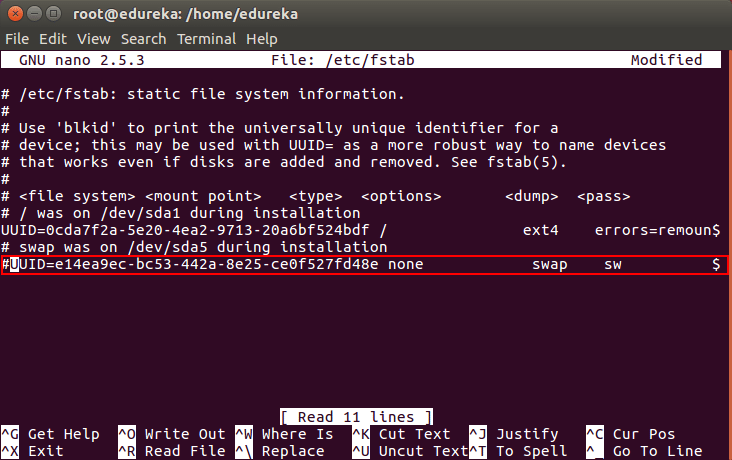 root@edureka: /home/edureka
File Edit View Search Terminal Help
GNU nano 2.5.3 File: /etc/fstab Modified
# /etc/fstab: static file system information.
#
# Use 'blkid' to print the universally unique identifier for a
# device; this may be used with UUID= as a more robust way to name devices
# that works even if disks are added and removed. See fstab(5).
#
# <file system> <mount point> <type> <options> <dump> <pass>
# / was on /dev/sda1 during installation
UUID=0cda7f2a-5e20-4ea2-9713-20a6bf524bdf / ext4 errors=remoun$
# swap was on /dev/sda5 during installation
#UUID=e14ea9ec-bc53-442a-8e25-ce0f527fd48e none swap sw $
[ Read 11 lines ]
^G Get Help ^O Write Out ^W Where Is ^K Cut Text ^J Justify ^C Cur Pos
^X Exit ^R Read File ^\ Replace ^U Uncut Text ^T To Spell ^_ Go To Line